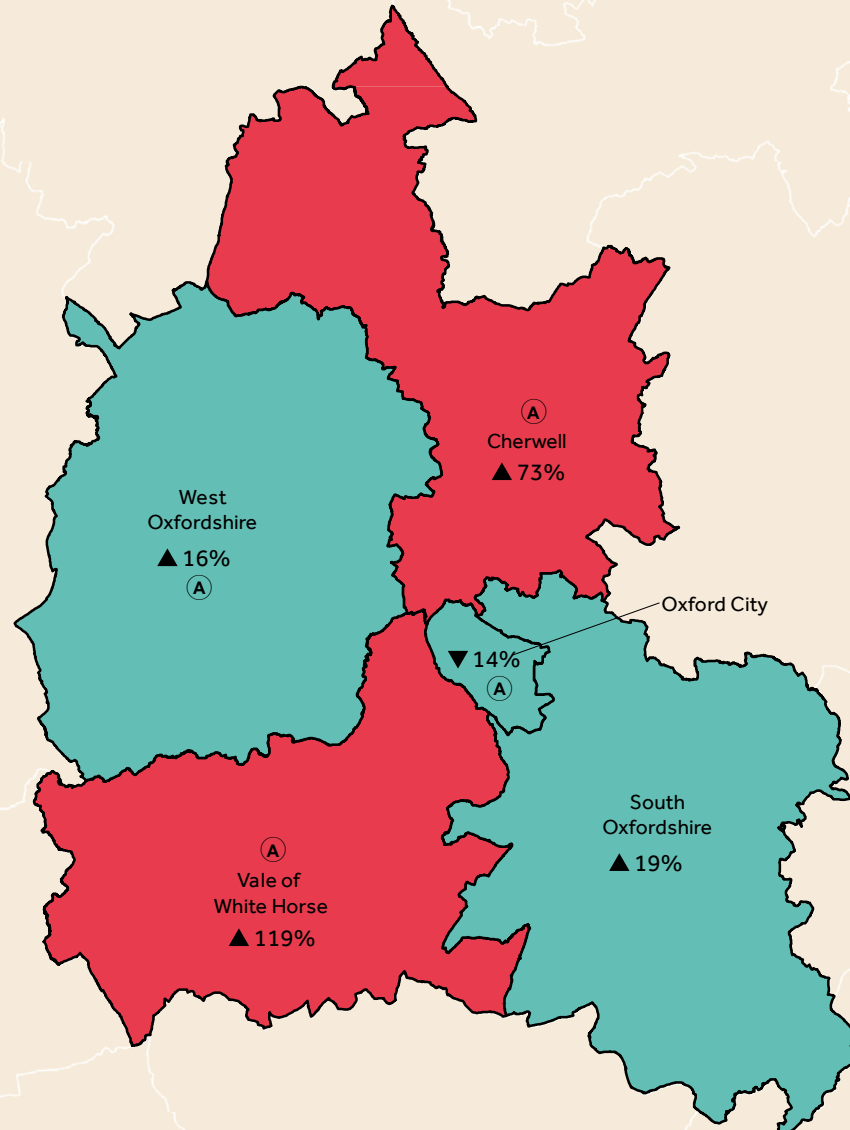 A
Cherwell
▲ 73%
West
Oxfordshire
▲ 16%
A
Oxford City
▼ 14%
A
South
Oxfordshire
▲ 19%
A
Vale of
White Horse
▲ 119%